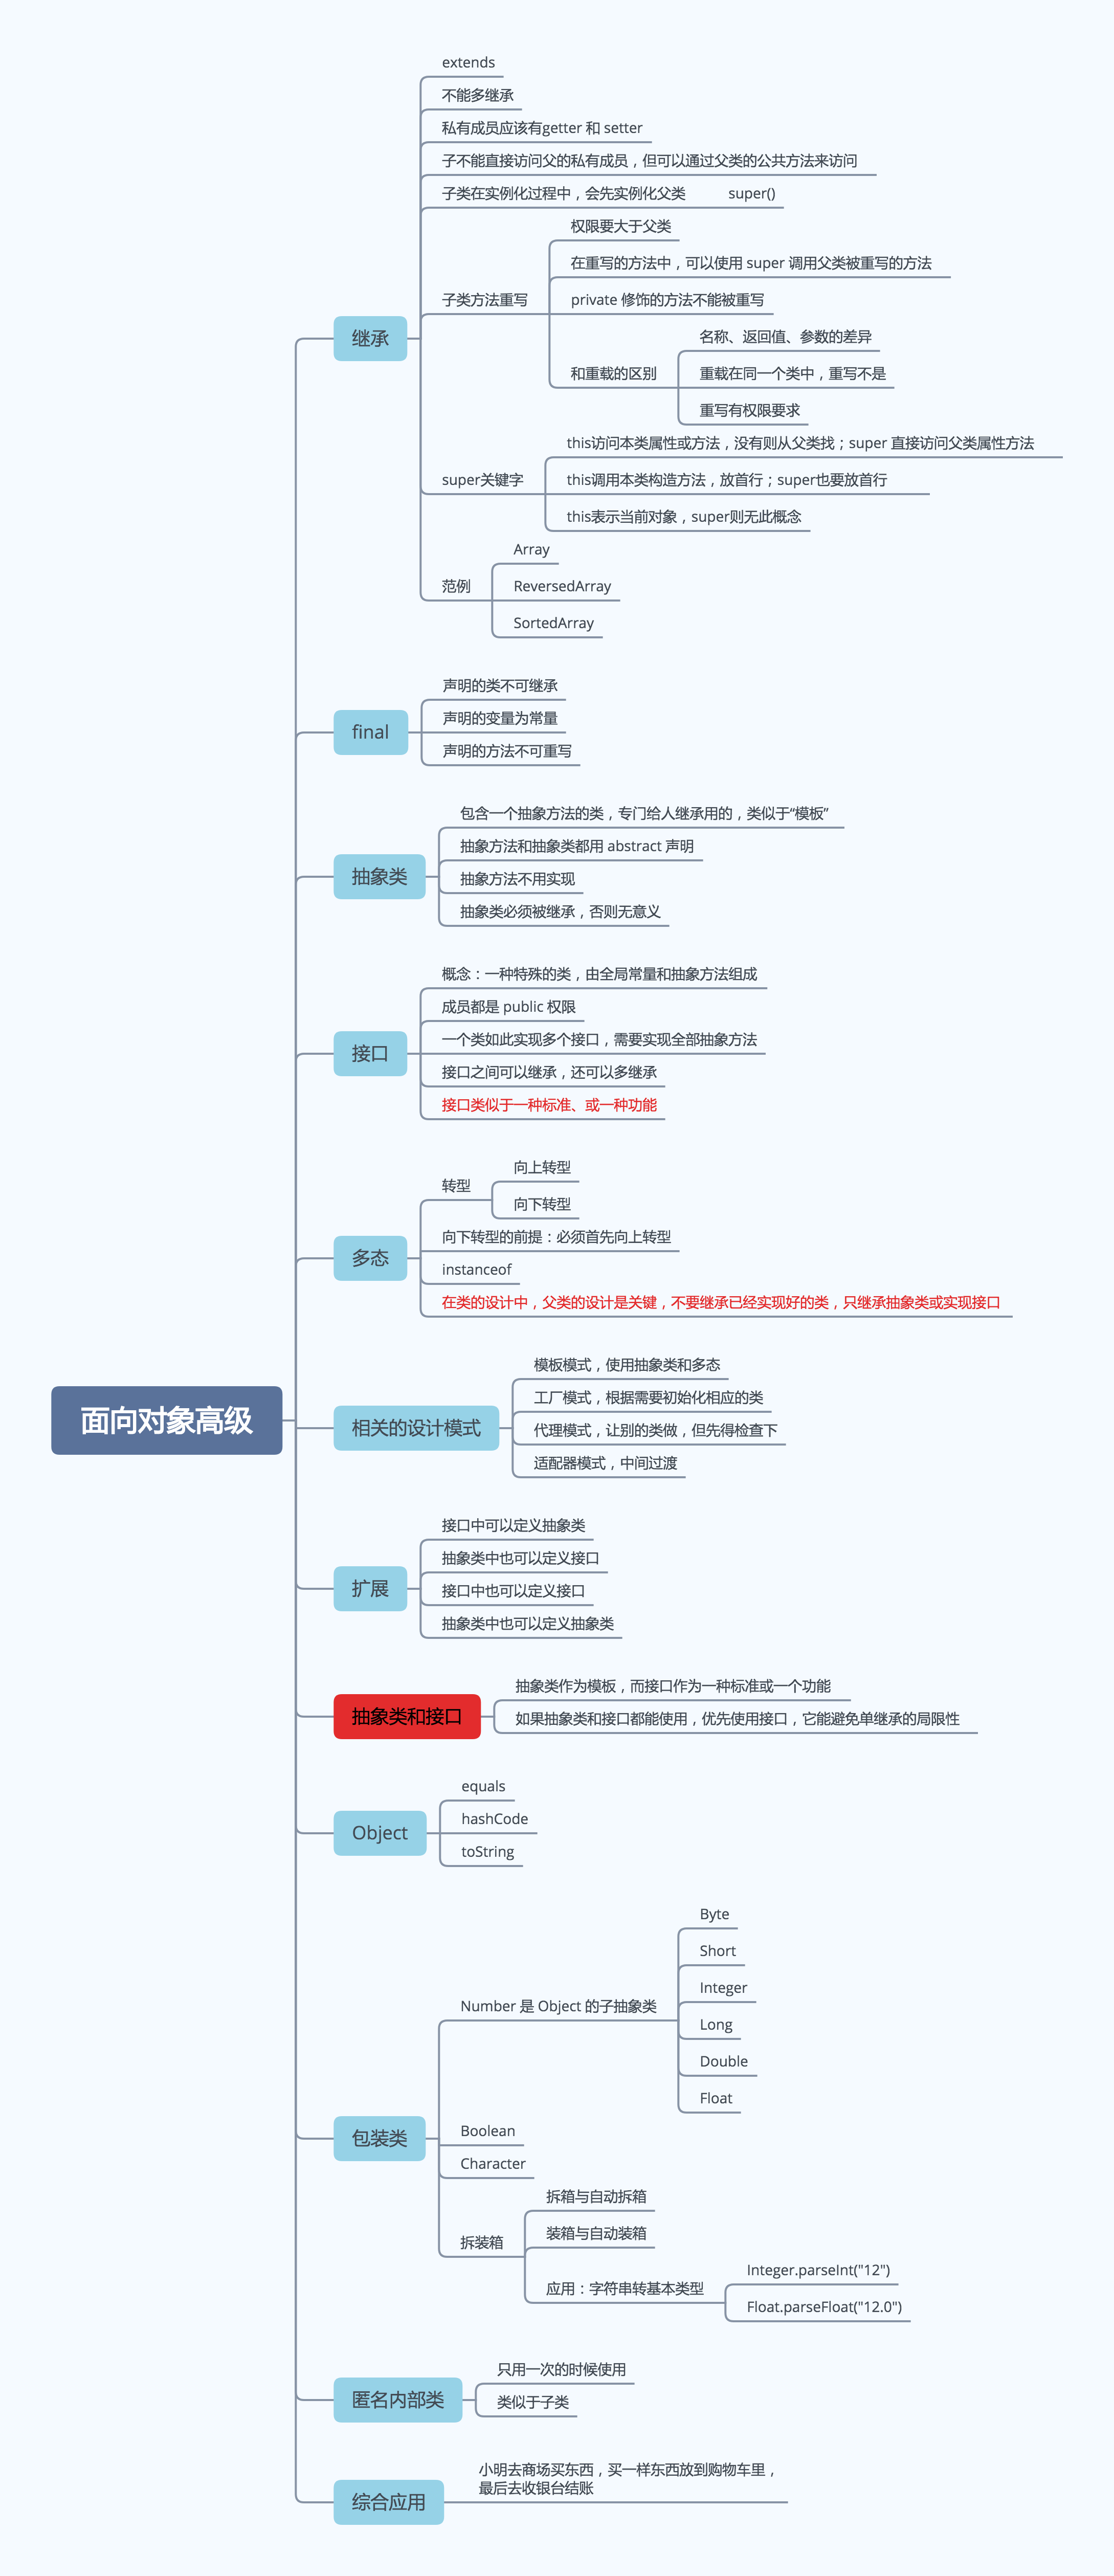 面向对象高级
继承
extends
不能多继承
私有成员应该有getter 和 setter
子不能直接访问父的私有成员，但可以通过父类的公共方法来访问
子类在实例化过程中，会先实例化父类
super()
子类方法重写
权限要大于父类
在重写的方法中，可以使用 super 调用父类被重写的方法
private 修饰的方法不能被重写
和重载的区别
名称、返回值、参数的差异
重载在同一个类中，重写不是
重写有权限要求
super关键字
this访问本类属性或方法，没有则从父类找；super 直接访问父类属性方法
this调用本类构造方法，放首行；super也要放首行
this表示当前对象，super则无此概念
范例
Array
ReversedArray
SortedArray
final
声明的类不可继承
声明的变量为常量
声明的方法不可重写
抽象类
包含一个抽象方法的类，专门给人继承用的，类似于“模板”
抽象方法和抽象类都用 abstract 声明
抽象方法不用实现
抽象类必须被继承，否则无意义
接口
概念：一种特殊的类，由全局常量和抽象方法组成
成员都是 public 权限
一个类如此实现多个接口，需要实现全部抽象方法
接口之间可以继承，还可以多继承
接口类似于一种标准、或一种功能
多态
转型
向上转型
向下转型
向下转型的前提：必须首先向上转型
instanceof
在类的设计中，父类的设计是关键，不要继承已经实现好的类，只继承抽象类或实现接口
相关的设计模式
模板模式，使用抽象类和多态
工厂模式，根据需要初始化相应的类
代理模式，让别的类做，但先得检查下
适配器模式，中间过渡
扩展
接口中可以定义抽象类
抽象类中也可以定义接口
接口中也可以定义接口
抽象类中也可以定义抽象类
抽象类和接口
抽象类作为模板，而接口作为一种标准或一个功能
如果抽象类和接口都能使用，优先使用接口，它能避免单继承的局限性
Object
equals
hashCode
toString
包装类
Number 是 Object 的子抽象类
Byte
Short
Integer
Long
Double
Float
Boolean
Character
拆装箱
拆箱与自动拆箱
装箱与自动装箱
应用：字符串转基本类型
Integer.parseInt("12")
Float.parseFloat("12.0")
匿名内部类
只用一次的时候使用
类似于子类
综合应用
小明去商场买东西，买一样东西放到购物车里，
最后去收银台结账